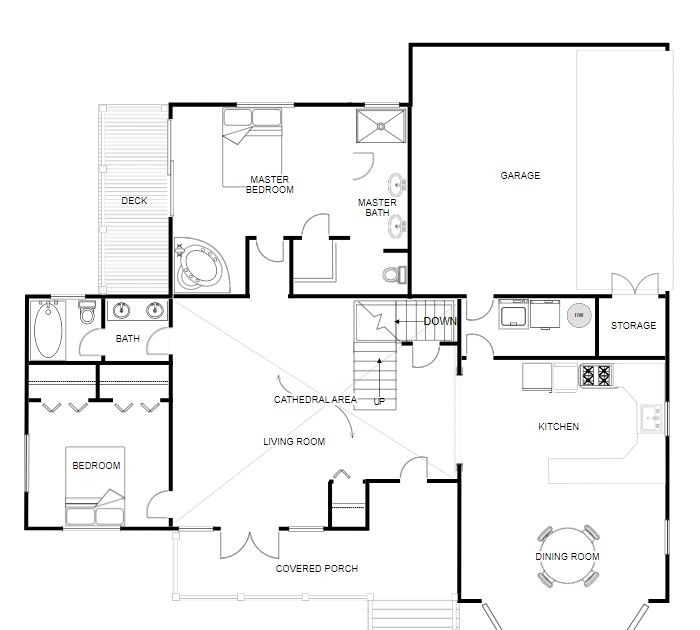 GARAGE
MASTER
BEDROOM
DECK
MASTER
BATH
DOWN
HW
STORAGE
BATH
CATHEDRAL AREA
UP
LIVING ROOM
KITCHEN
BEDROOM
DINING ROOM
COVERED PORCH